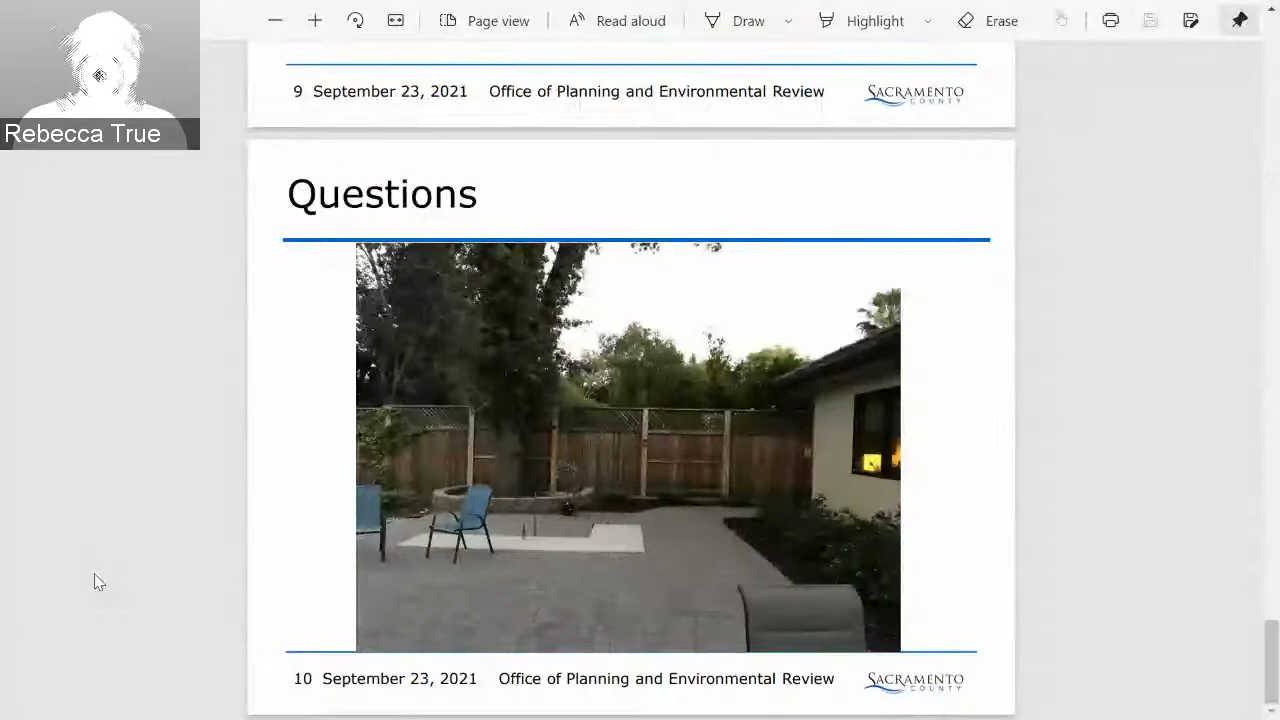 Page view
Read aloud
Draw
Highlight
Erase
Rebecca True
9 September 23, 2021 Office of Planning and Environmental Review
SACRAMENTO
COUNTY
Questions
10 September 23, 2021 Office of Planning and Environmental Review
SACRAMENTO
COUNTY